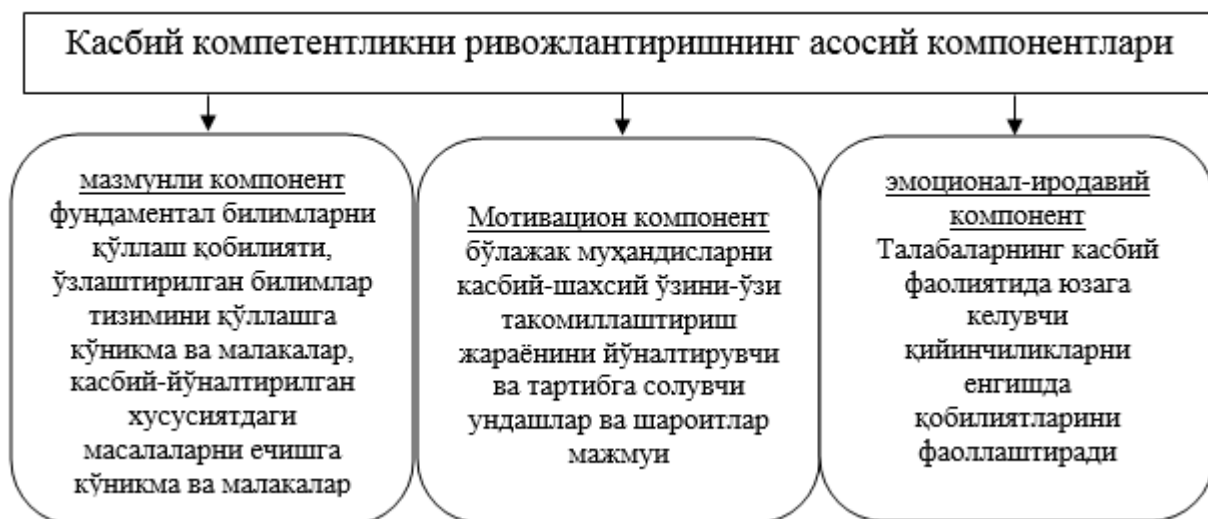 Касбий компетентликни ривожлантиришнинг асосий компонентлари
мазмунли компонент
фундаментал билимларни
қўллаш қобилияти,
ўзлаштирилган билимлар
тизимини қўллашга
кўникма ва малакалар,
касбий-йўналтирилган
хусусиятдаги
масалаларни ечишга
кўникма ва малакалар
Мотивацион компонент
бўлажак муҳандисларни
касбий-шахсий ўзини-ўзи
такомиллаштириш
жараёнини йўналтирувчи
ва тартибга солувчи
ундашлар ва шароитлар
мажмуи
эмоционал-иродавий
компонент
Талабаларнинг касбий
фаолиятида юзага
келувчи
қийинчиликларни
енгишда
қобилиятларини
фаоллаштиради